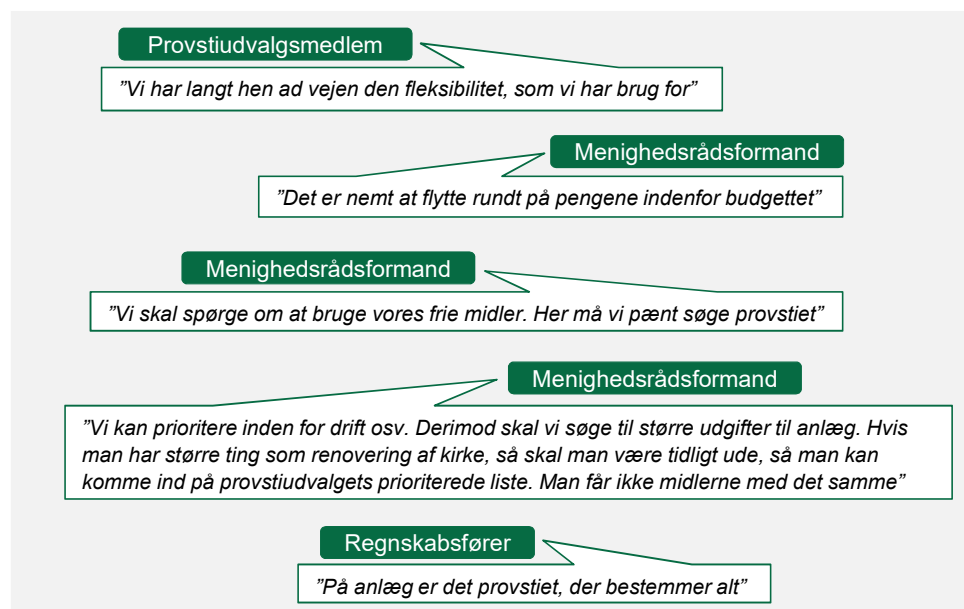 Provstiudvalgsmedlem
”Vi har langt hen ad vejen den fleksibilitet, som vi har brug for”
Menighedsrådsformand
”Det er nemt at flytte rundt på pengene indenfor budgettet”
Menighedsrådsformand
”Vi skal spørge om at bruge vores frie midler. Her må vi pænt søge provstiet”
Menighedsrådsformand
”Vi kan prioritere inden for drift osv. Derimod skal vi søge til større udgifter til anlæg. Hvis
man har større ting som renovering af kirke, så skal man være tidligt ude, så man kan
komme ind på provstiudvalgets prioriterede liste. Man får ikke midlerne med det samme”
Regnskabsfører
”På anlæg er det provstiet, der bestemmer alt”